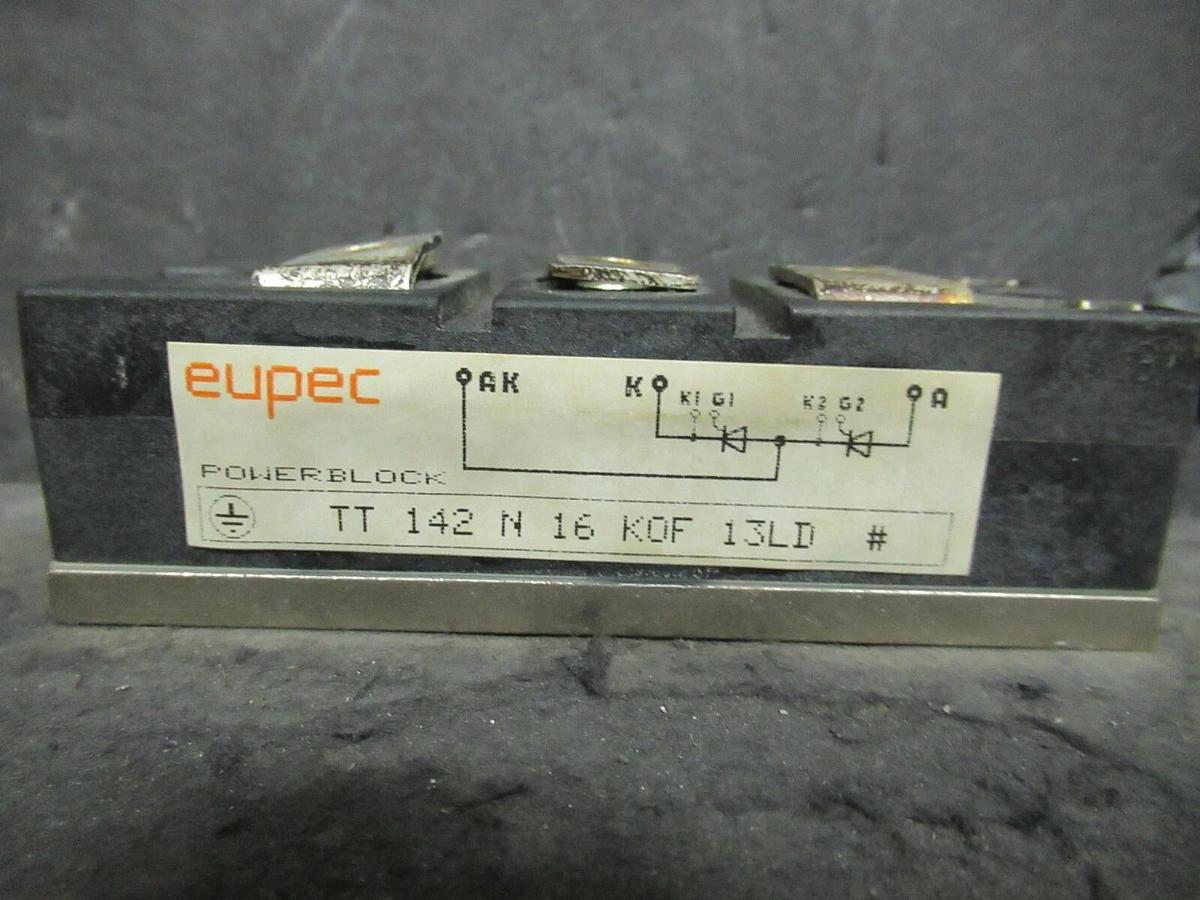 eupec
AK
K
K1 G1
K2 G2
A
POWERBLOCK
TT 142 N 16 KOF 13LD #